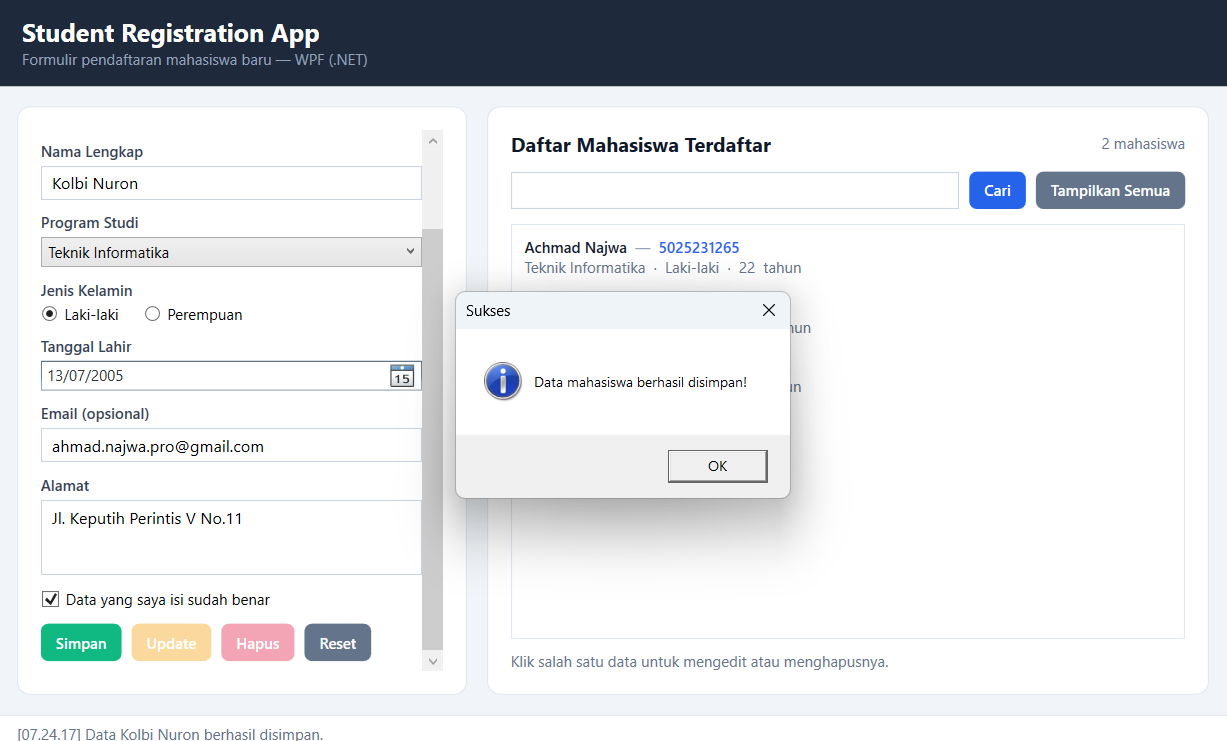 Student Registration App
Formulir pendaftaran mahasiswa baru — WPF (.NET)
Nama Lengkap
Kolbi Nuron
Program Studi
Teknik Informatika
Jenis Kelamin
Laki-laki Perempuan
Tanggal Lahir
13/07/2005 15
Email (opsional)
ahmad.najwa.pro@gmail.com
Alamat
Jl. Keputih Perintis V No.11
Data yang saya isi sudah benar
Simpan Update Hapus Reset
Daftar Mahasiswa Terdaftar 2 mahasiswa
Cari Tampilkan Semua
Achmad Najwa — 5025231265
Teknik Informatika · Laki-laki · 22 tahun
Sukses
Data mahasiswa berhasil disimpan!
OK
Klik salah satu data untuk mengedit atau menghapusnya.
[07.24.17] Data Kolbi Nuron berhasil disimpan.